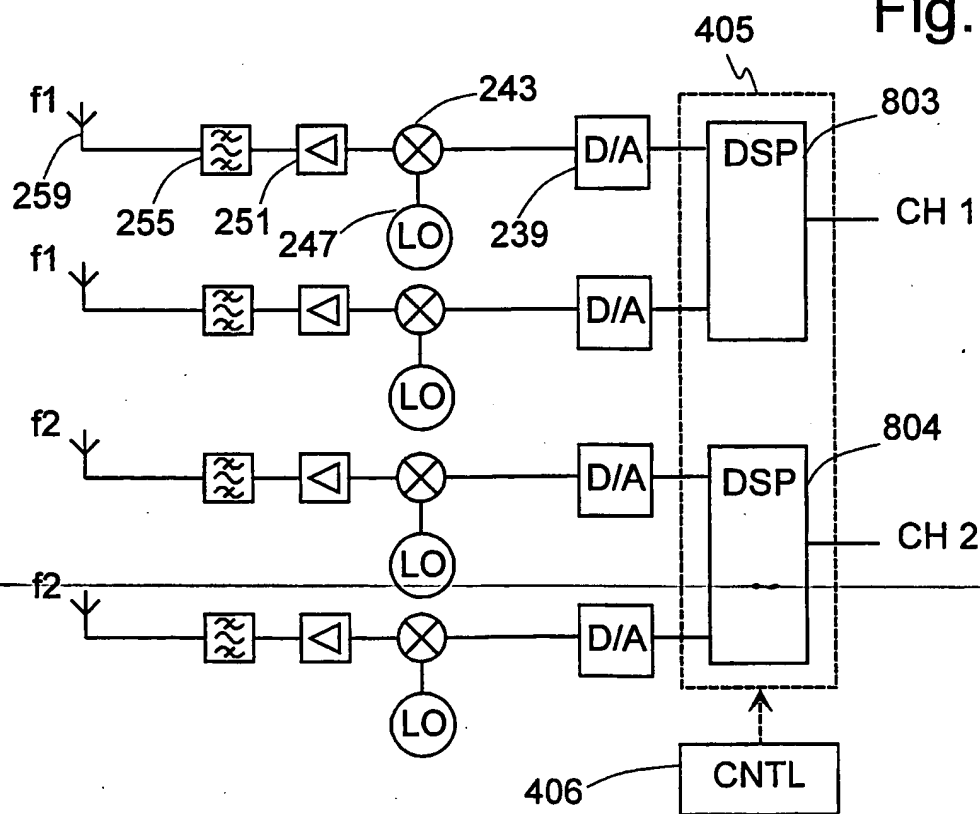 Fig.
405
f1
243
803
D/A
DSP
259
255
251
247
LO
239
CH 1
f1
D/A
LO
f2
804
D/A
DSP
LO
CH 2
f2
D/A
LO
406
CNTL